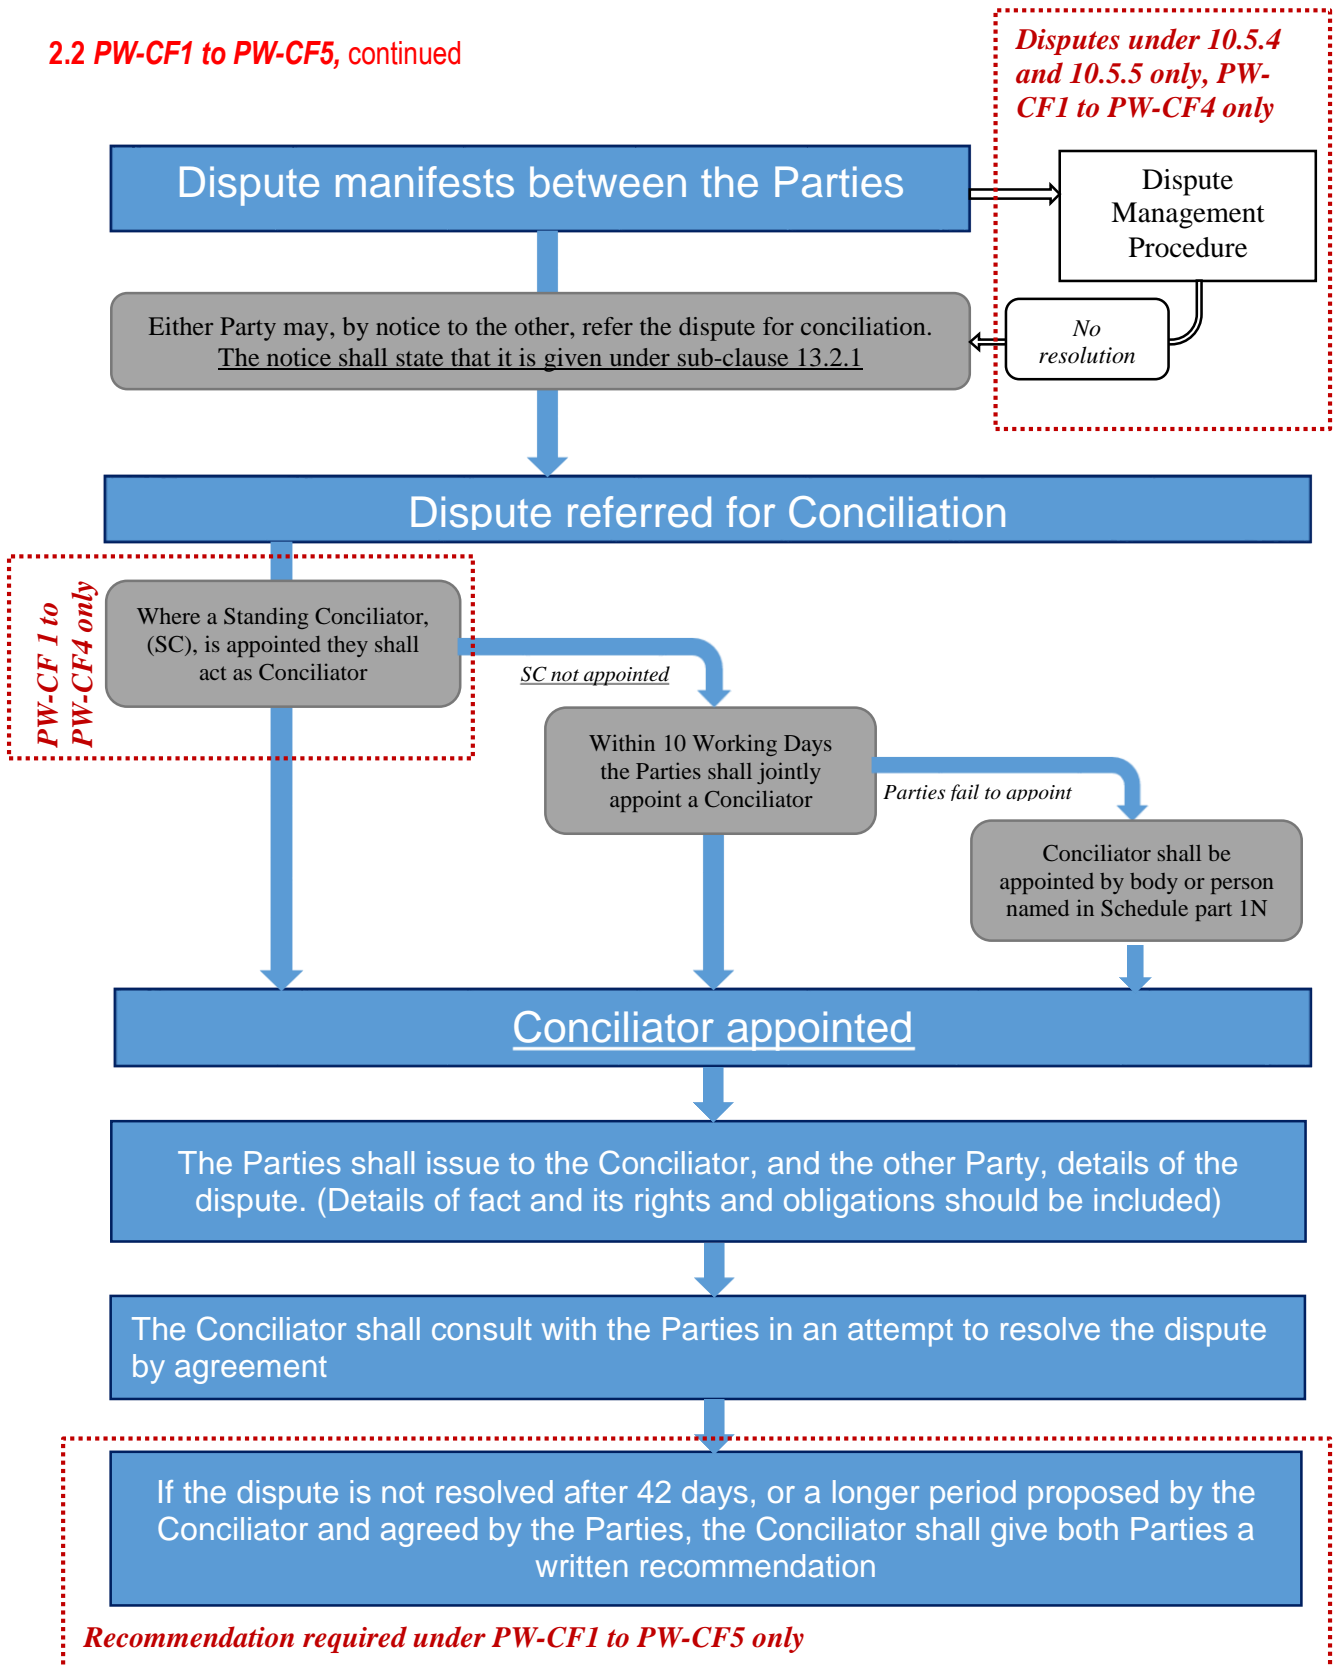 2.2 PW-CF1 to PW-CF5, continued
Disputes under 10.5.4
and 10.5.5 only, PW-
CF1 to PW-CF4 only
Dispute manifests between the Parties
Dispute
Management
Procedure
Either Party may, by notice to the other, refer the dispute for conciliation.
The notice shall state that it is given under sub-clause 13.2.1
No
resolution
Dispute referred for Conciliation
PW-CF 1 to
PW-CF4 only
Where a Standing Conciliator,
(SC), is appointed they shall
act as Conciliator
SC not appointed
Within 10 Working Days
the Parties shall jointly
appoint a Conciliator
Parties fail to appoint
Conciliator shall be
appointed by body or person
named in Schedule part 1N
Conciliator appointed
The Parties shall issue to the Conciliator, and the other Party, details of the
dispute. (Details of fact and its rights and obligations should be included)
The Conciliator shall consult with the Parties in an attempt to resolve the dispute
by agreement
If the dispute is not resolved after 42 days, or a longer period proposed by the
Conciliator and agreed by the Parties, the Conciliator shall give both Parties a
written recommendation
Recommendation required under PW-CF1 to PW-CF5 only